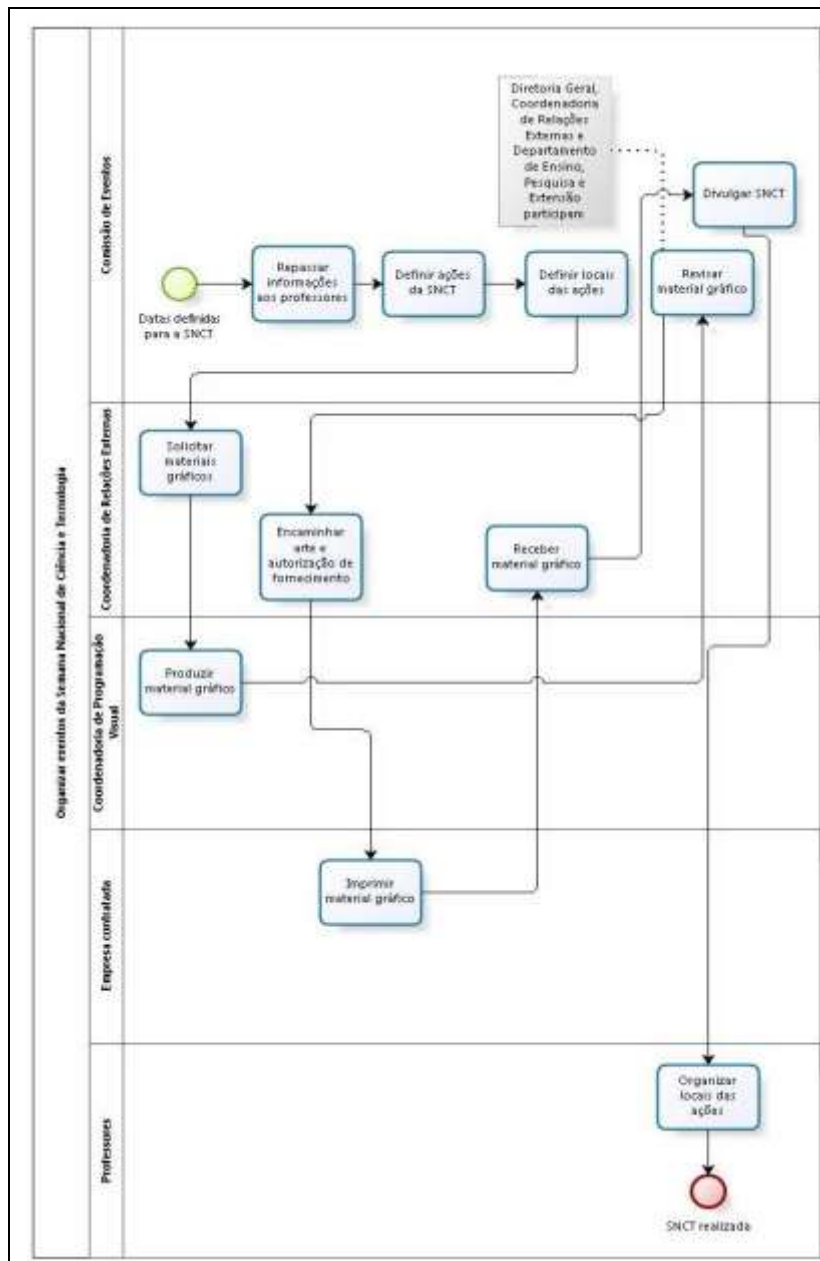 Organizar eventos da Semana Nacional de Ciência e Tecnologia
Comissão de Eventos
Diretoria Geral,
Coordenadoria
de Relações
Externas e
Departamento
de Ensino,
Pesquisa e
Extensão
participam
Divulgar SNCT
Datas definidas
para a SNCT
Repassar
informações
aos professores
Definir ações
da SNCT
Definir locais
das ações
Revisar
material gráfico
Coordenadoria de Relações Externas
Solicitar
materiais
gráficos
Encaminhar
arte e
autorização de
fornecimento
Receber
material gráfico
Coordenadoria de Programação
Visual
Produzir
material gráfico
Empresa contratada
Imprimir
material gráfico
Professores
Organizar
locais das
ações
SNCT realizada